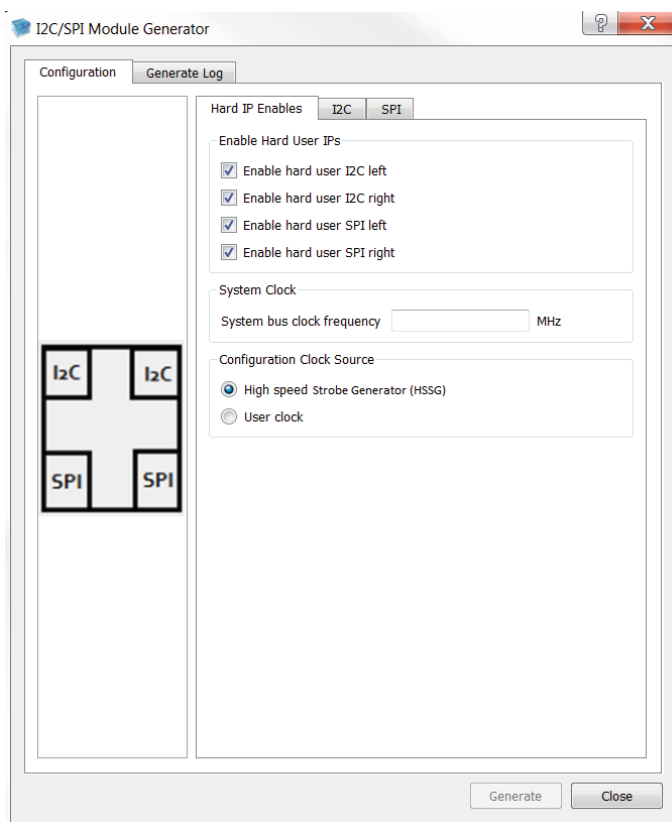 I2C/SPI Module Generator
Configuration
Generate Log
Hard IP Enables
I2C
SPI
Enable Hard User IPs
Enable hard user I2C left
Enable hard user I2C right
Enable hard user SPI left
Enable hard user SPI right
System Clock
System bus clock frequency MHz
Configuration Clock Source
High speed Strobe Generator (HSSG)
User clock
I2C I2C
SPI SPI
Generate Close